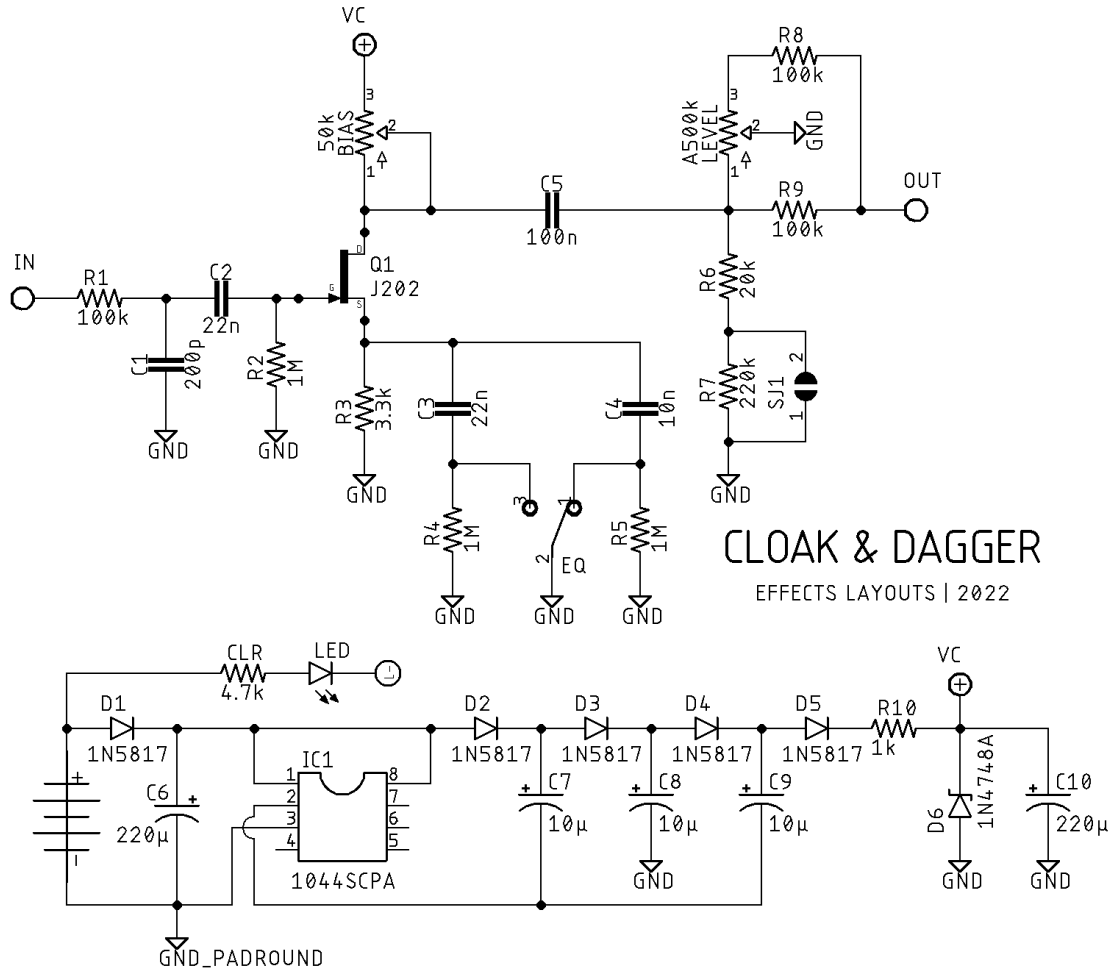 VC
R8
100k
3
50k
BIAS
2
1
3
A500k
LEVEL
2
GND
1
C5
100n
R9
100k
OUT
IN
R1
100k
C2
22n
D
G
S
Q1
J202
R6
20k
C1
200p
R2
1M
R3
3.3k
C3
22n
C4
10n
R7
220k
2
SJ1
1
GND
GND
GND
GND
R4
1M
3
1
2
EQ
R5
1M
GND
GND
GND
CLOAK & DAGGER
EFFECTS LAYOUTS | 2022
CLR
4.7k
LED
L-
VC
D1
1N5817
D2
1N5817
D3
1N5817
D4
1N5817
D5
1N5817
R10
1k
IC1
1
2
3
4
8
7
6
5
1044SCPA
+
-
C6
+
220µ
+
C7
10µ
+
C8
10µ
+
C9
10µ
D6
1N4748A
+
C10
220µ
GND
GND
GND
GND_PADROUND